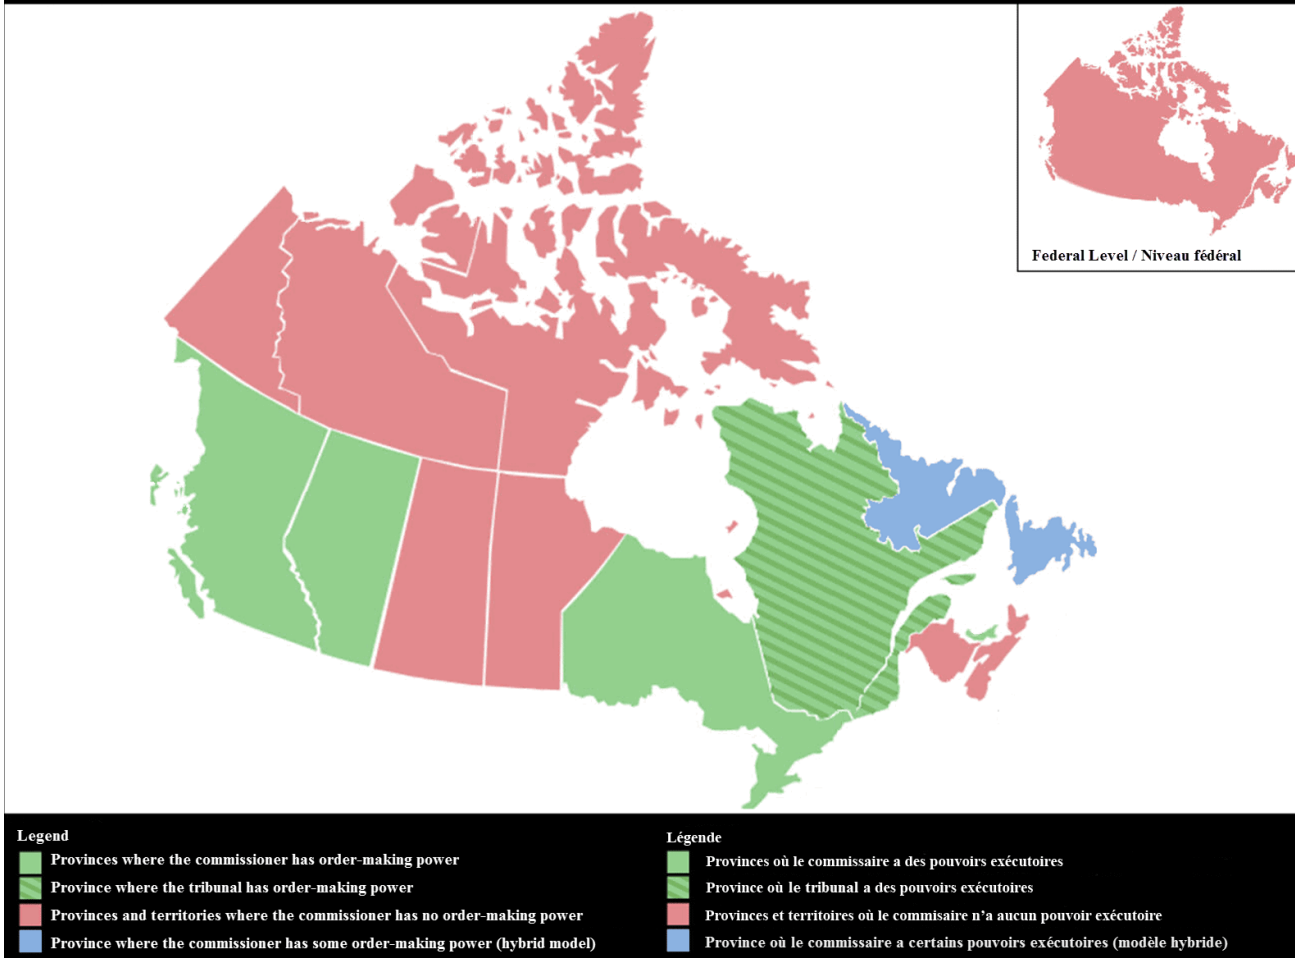 Federal Level / Niveau fédéral
Legend
Provinces where the commissioner has order-making power
Province where the tribunal has order-making power
Provinces and territories where the commissioner has no order-making power
Province where the commissioner has some order-making power (hybrid model)
Légende
Provinces où le commissaire a des pouvoirs exécutoires
Province où le tribunal a des pouvoirs exécutoires
Provinces et territoires où le commisaire n'a aucun pouvoir exécutoire
Province où le commissaire a certains pouvoirs exécutoires (modèle hybride)